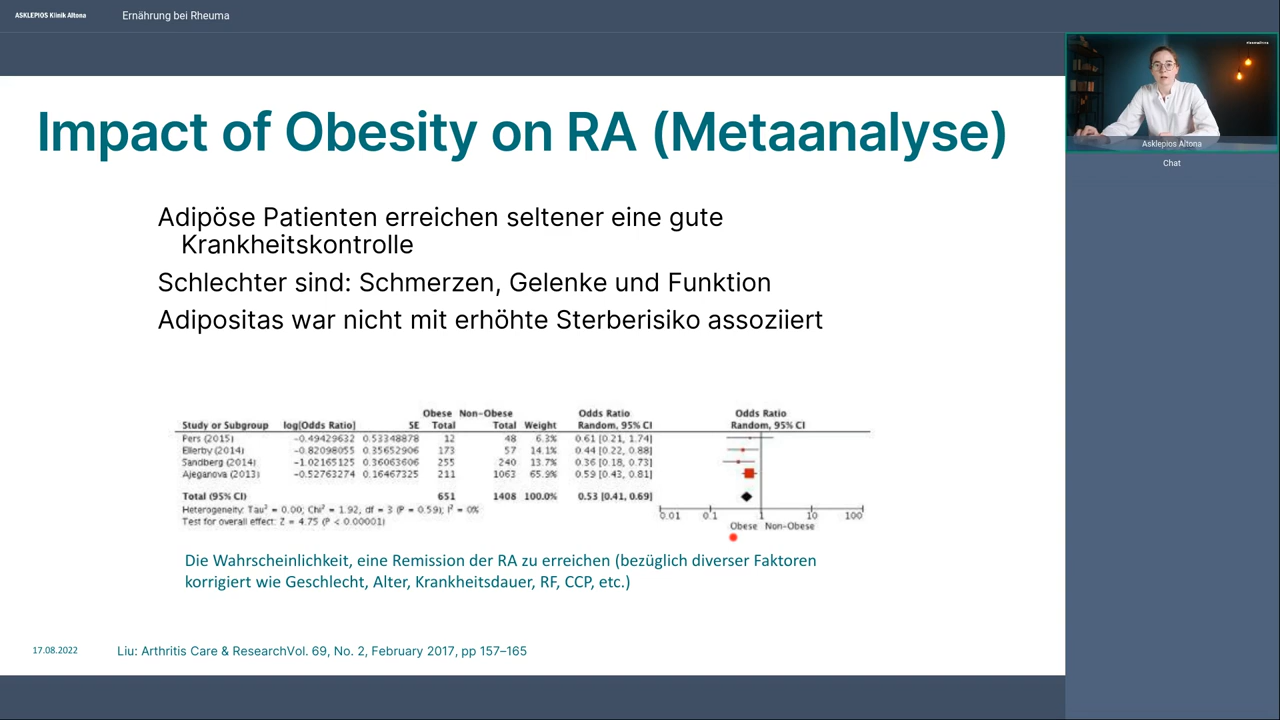 ASKLEPIOS Klinik Altona
Ernährung bei Rheuma
Impact of Obesity on RA (Metaanalyse)
Adipöse Patienten erreichen seltener eine gute
Krankheitskontrolle
Schlechter sind: Schmerzen, Gelenke und Funktion
Adipositas war nicht mit erhöhte Sterberisiko assoziiert
Obese Non-Obese Odds Ratio Odds Ratio
Study or Subgroup log[Odds Ratio] SE Total Total Weight Random, 95% CI Random, 95% CI
Pers (2015) -0.49429632 0.53348878 12 48 6.3% 0.61 [0.21, 1.74]
Ellerby (2014) -0.82098055 0.35652906 173 57 14.1% 0.44 [0.22, 0.88]
Sandberg (2014) -1.02165125 0.36063606 255 240 13.7% 0.36 [0.18, 0.73]
Ajeganova (2013) -0.52763274 0.16467325 211 1063 65.9% 0.59 [0.43, 0.81]
Total (95% CI) 651 1408 100.0% 0.53 [0.41, 0.69]
Heterogeneity: Tau² = 0.00; Chi² = 1.92, df = 3 (P = 0.59); I² = 0%
Test for overall effect: Z = 4.75 (P < 0.00001)
0.01 0.1 1 10 100
Obese Non-Obese
Die Wahrscheinlichkeit, eine Remission der RA zu erreichen (bezüglich diverser Faktoren
korrigiert wie Geschlecht, Alter, Krankheitsdauer, RF, CCP, etc.)
17.08.2022
Liu: Arthritis Care & ResearchVol. 69, No. 2, February 2017, pp 157–165
Asklepios Altona
Chat